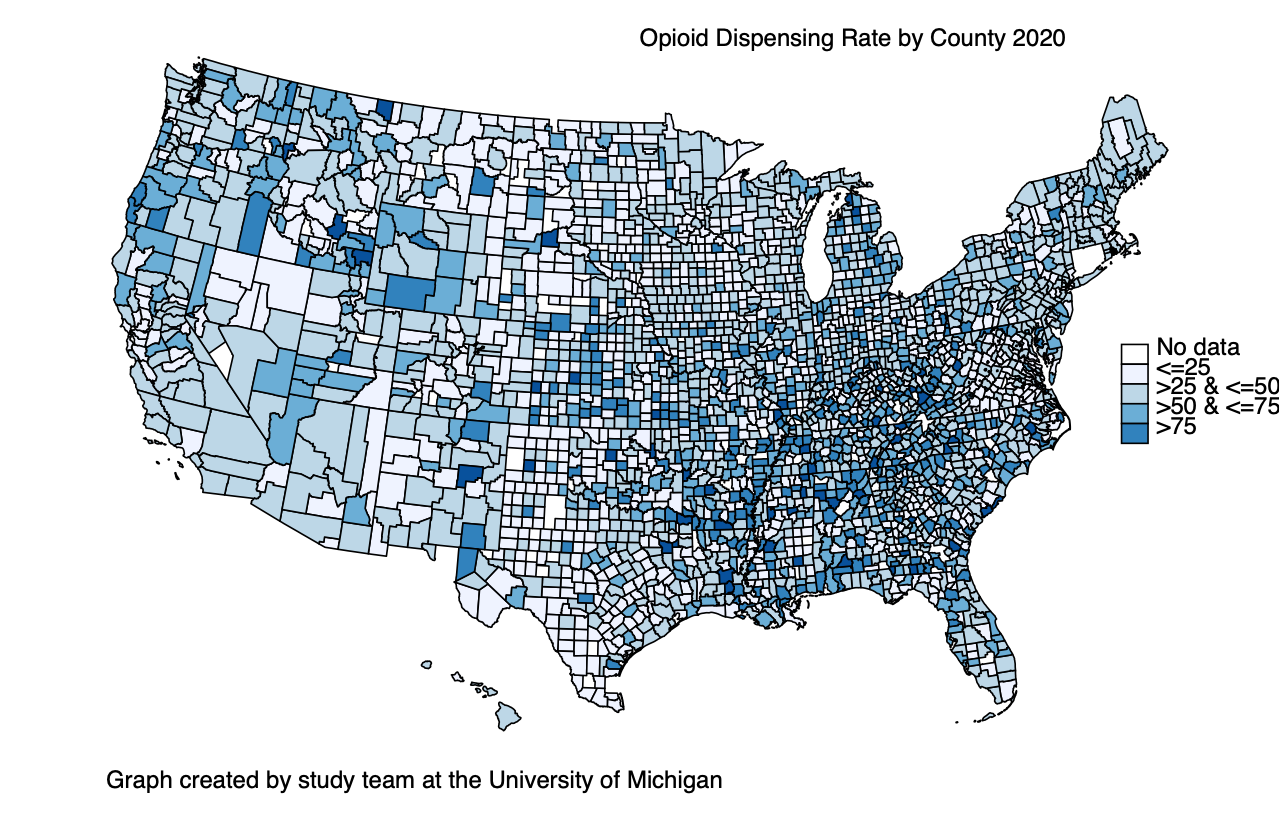 Opioid Dispensing Rate by County 2020
No data
<=25
>25 & <=50
>50 & <=75
>75
Graph created by study team at the University of Michigan